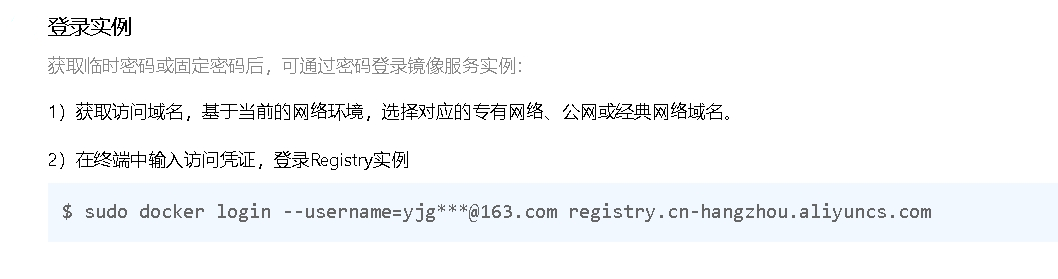 登录实例
获取临时密码或固定密码后，可通过密码登录镜像服务实例：
1）获取访问域名，基于当前的网络环境，选择对应的专有网络、公网或经典网络域名。
2）在终端中输入访问凭证，登录Registry实例
$ sudo docker login --username=yjg***@163.com registry.cn-hangzhou.aliyuncs.com